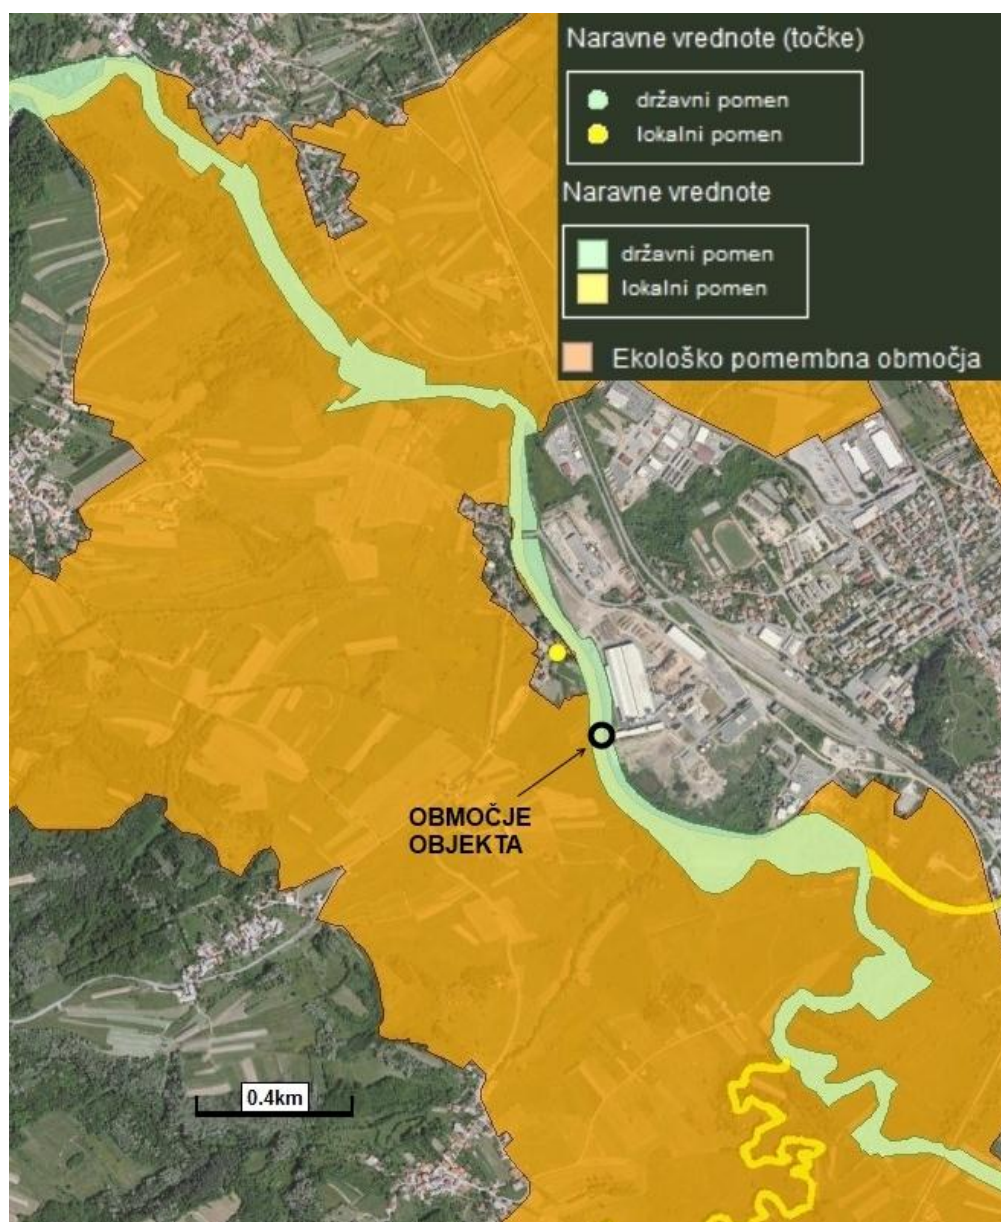 Naravne vrednote (točke)
državni pomen
lokalni pomen
Naravne vrednote
državni pomen
lokalni pomen
Ekološko pomembna območja
OBMOČJE
OBJEKTA
0.4km